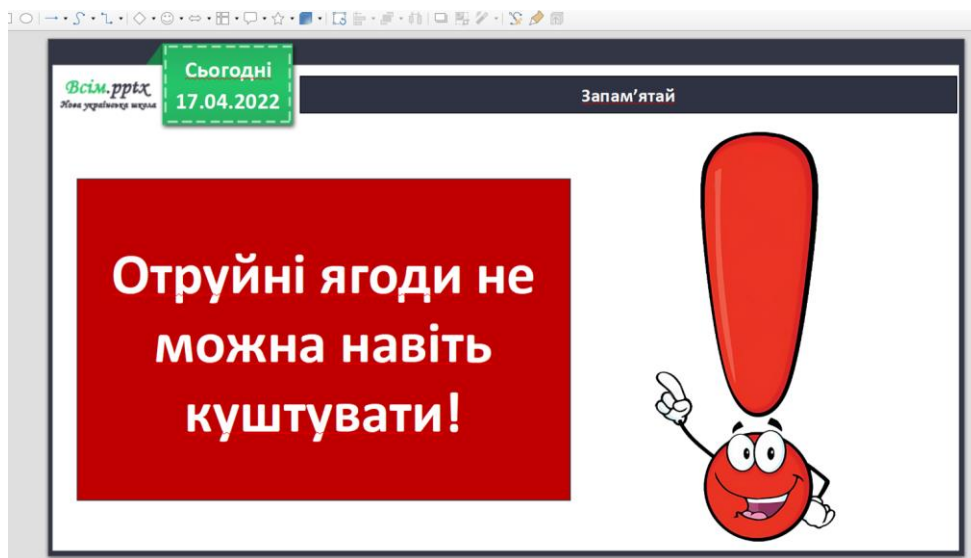 Всім.pptx
Нова українська школа
Сьогодні
17.04.2022
Запам’ятай
Отруйні ягоди не
можна навіть
куштувати!